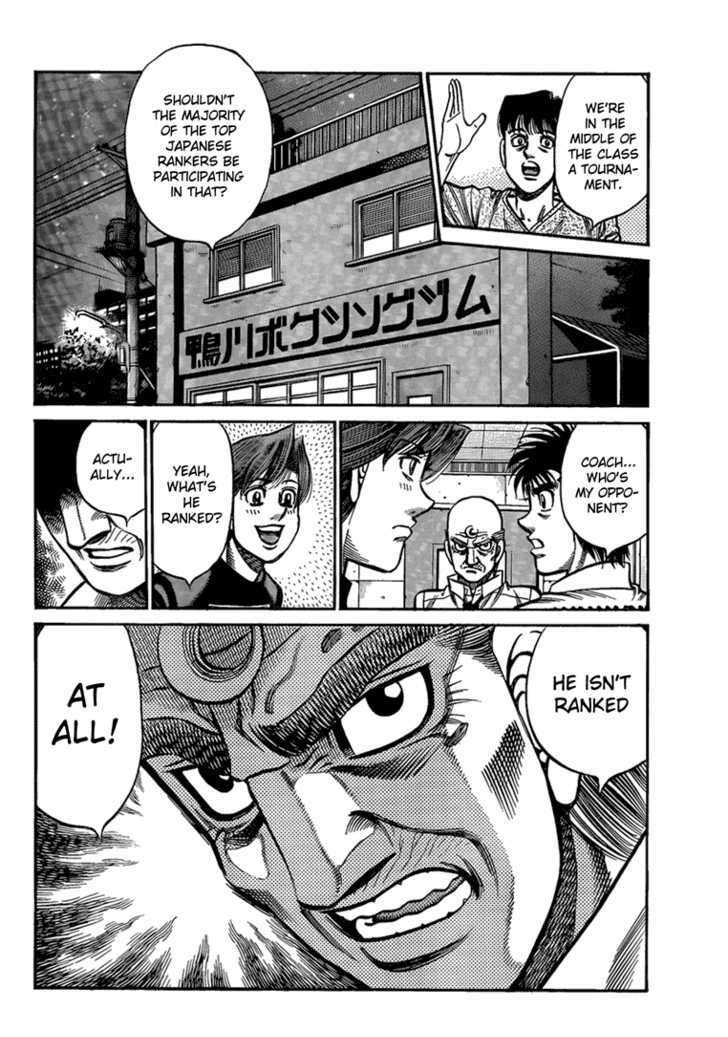 WE'RE
IN THE
MIDDLE OF
THE CLASS
A TOURNA-
MENT.
SHOULDN'T
THE MAJORITY
OF THE TOP
JAPANESE
RANKERS BE
PARTICIPATING
IN THAT?
鴨川ボクシングジム
COACH...
WHO'S
MY OPPO-
NENT?
YEAH,
WHAT'S
HE
RANKED?
ACTU-
ALLY...
HE ISN'T
RANKED
AT
ALL!